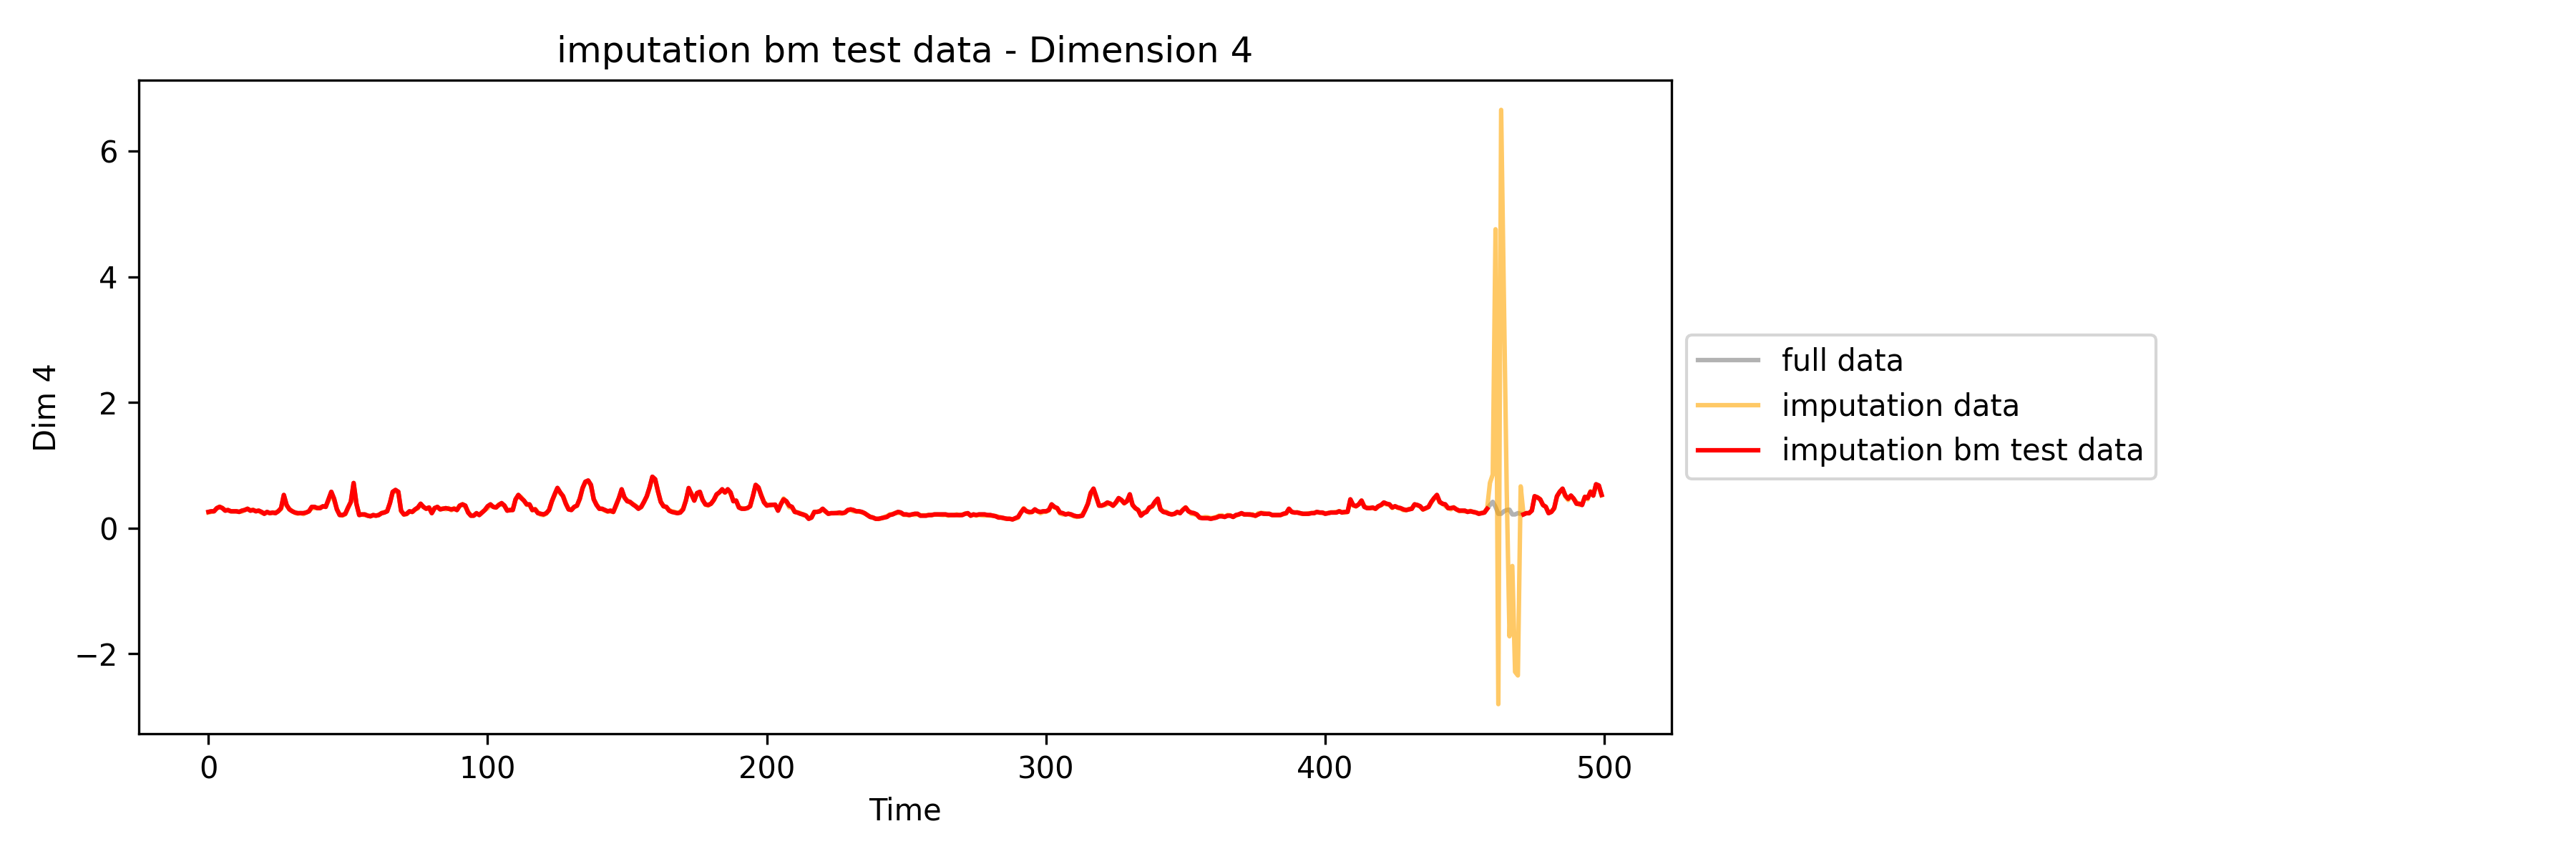 imputation bm test data - Dimension 4
6
4
2
0
−2
Dim 4
0 100 200 300 400 500
Time
full data
imputation data
imputation bm test data